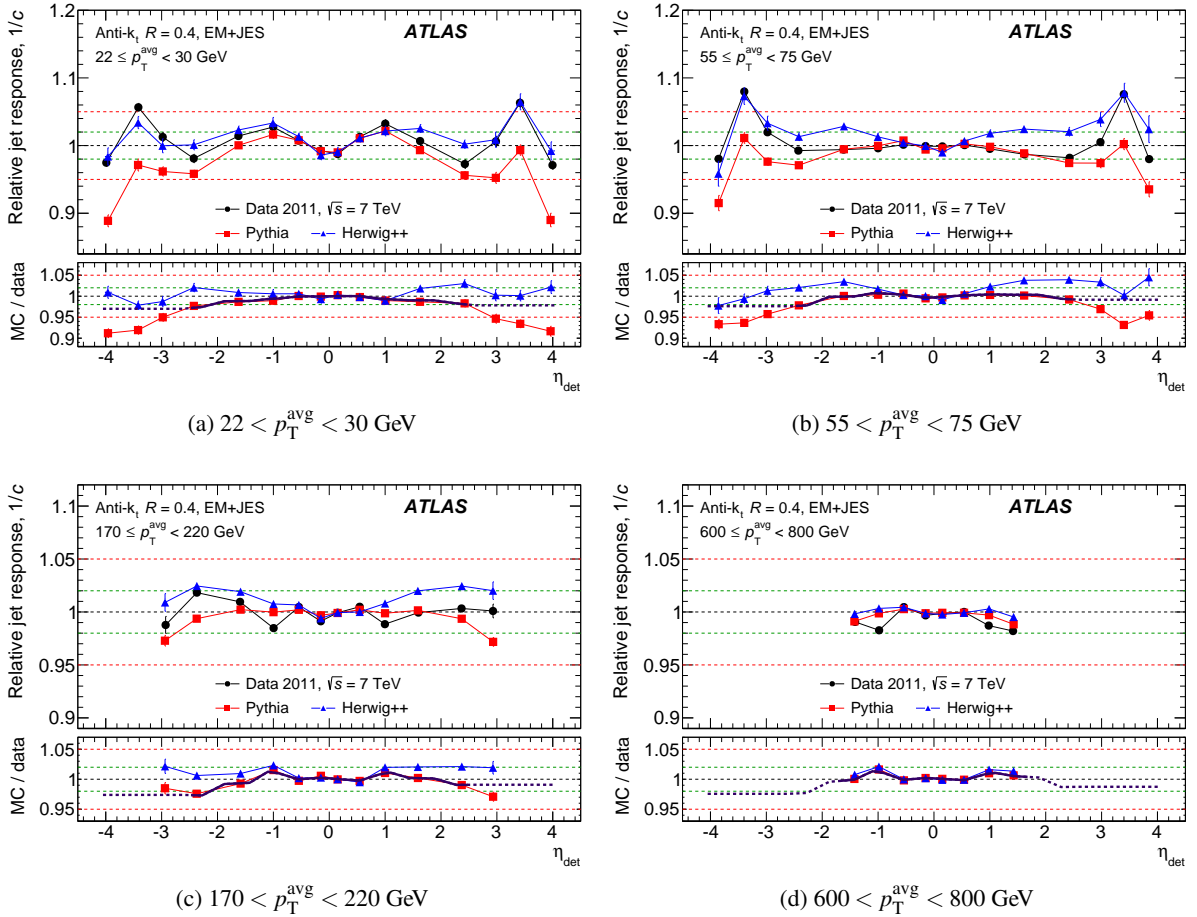 Relative jet response, 1/c
Anti-kₜ R = 0.4, EM+JES
ATLAS
22 ≤ p_T^avg < 30 GeV
1.2
1.1
1
0.9
Data 2011, √s = 7 TeV
Pythia
Herwig++
MC / data
1.05
1
0.95
0.9
-4 -3 -2 -1 0 1 2 3 4
η_det
(a) 22 < p_T^avg < 30 GeV
Relative jet response, 1/c
Anti-kₜ R = 0.4, EM+JES
ATLAS
55 ≤ p_T^avg < 75 GeV
1.2
1.1
1
0.9
Data 2011, √s = 7 TeV
Pythia
Herwig++
MC / data
1.05
1
0.95
0.9
-4 -3 -2 -1 0 1 2 3 4
η_det
(b) 55 < p_T^avg < 75 GeV
Relative jet response, 1/c
Anti-kₜ R = 0.4, EM+JES
ATLAS
170 ≤ p_T^avg < 220 GeV
1.1
1.05
1
0.95
0.9
Data 2011, √s = 7 TeV
Pythia
Herwig++
MC / data
1.05
1
0.95
-4 -3 -2 -1 0 1 2 3 4
η_det
(c) 170 < p_T^avg < 220 GeV
Relative jet response, 1/c
Anti-kₜ R = 0.4, EM+JES
ATLAS
600 ≤ p_T^avg < 800 GeV
1.1
1.05
1
0.95
0.9
Data 2011, √s = 7 TeV
Pythia
Herwig++
MC / data
1.05
1
0.95
-4 -3 -2 -1 0 1 2 3 4
η_det
(d) 600 < p_T^avg < 800 GeV